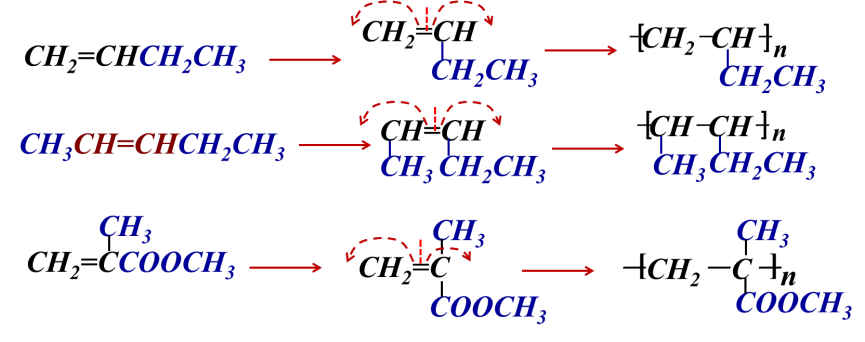 CH₂=CHCH₂CH₃ CH₂=CH –[CH₂–CH–]ₙ
CH₂CH₃ CH₂CH₃
CH₃CH=CHCH₂CH₃ CH=CH –[CH–CH–]ₙ
CH₃ CH₂CH₃ CH₃ CH₂CH₃
CH₃ CH₃ CH₃
CH₂=CCOOCH₃ CH₂=C –[CH₂–C–]ₙ
COOCH₃ COOCH₃